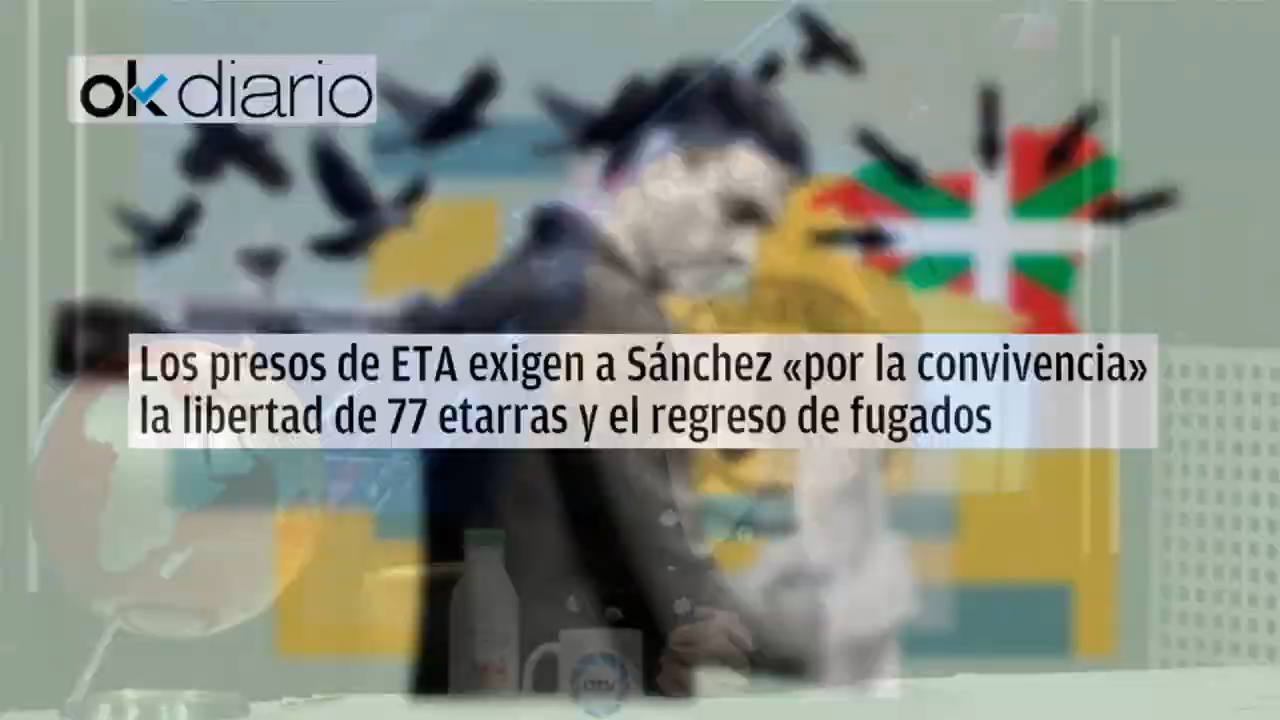 okdiario
Los presos de ETA exigen a Sánchez «por la convivencia»
la libertad de 77 etarras y el regreso de fugados